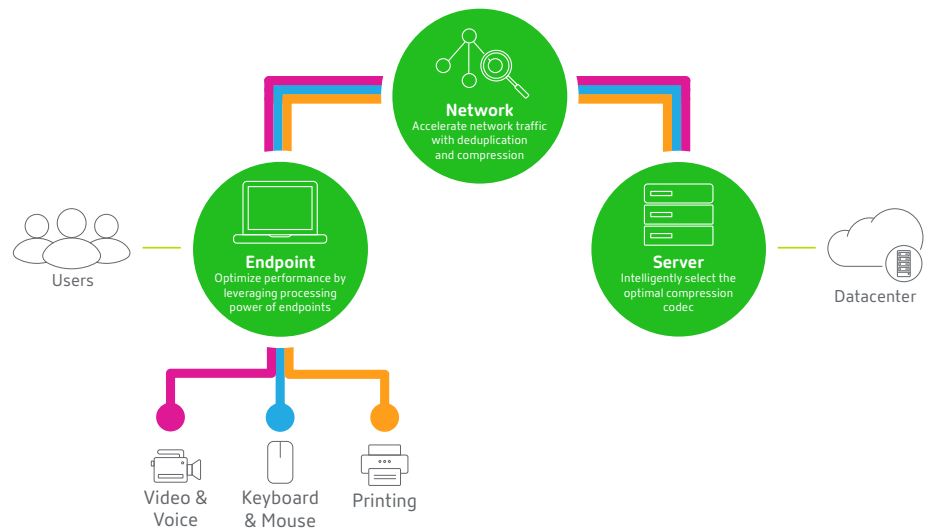 Network
Accelerate network traffic
with deduplication
and compression
Endpoint
Optimize performance by
leveraging processing
power of endpoints
Server
Intelligently select the
optimal compression
codec
Users
Datacenter
Video &
Voice
Keyboard
& Mouse
Printing